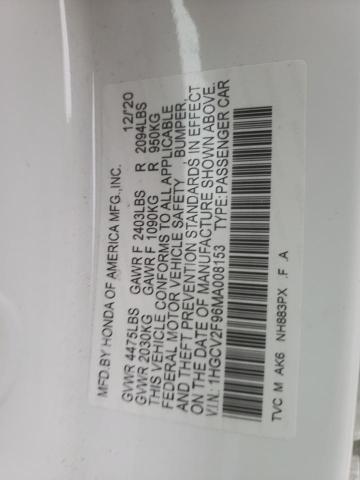 MFD.BY HONDA OF AMERICA MFG.,INC. 12/20
GVWR 4475LBS GAWR F 2403LBS R 2094LBS
GVWR 2030KG GAWR F 1090KG R 950KG
THIS VEHICLE CONFORMS TO ALL APPLICABLE
FEDERAL MOTOR VEHICLE SAFETY , BUMPER,
AND THEFT PREVENTION STANDARDS IN EFFECT
ON THE DATE OF MANUFACTURE SHOWN ABOVE.
V.I.N.:1HGCV2F96MA008153 TYPE:PASSENGER CAR
TVC M AK6 NH883PX .F .A